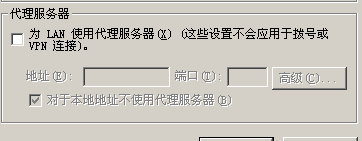 代理服务器
为 LAN 使用代理服务器(X) (这些设置不会应用于拨号或
VPN 连接)。
地址(E): 端口(T): 高级(C)...
对于本地地址不使用代理服务器(B)